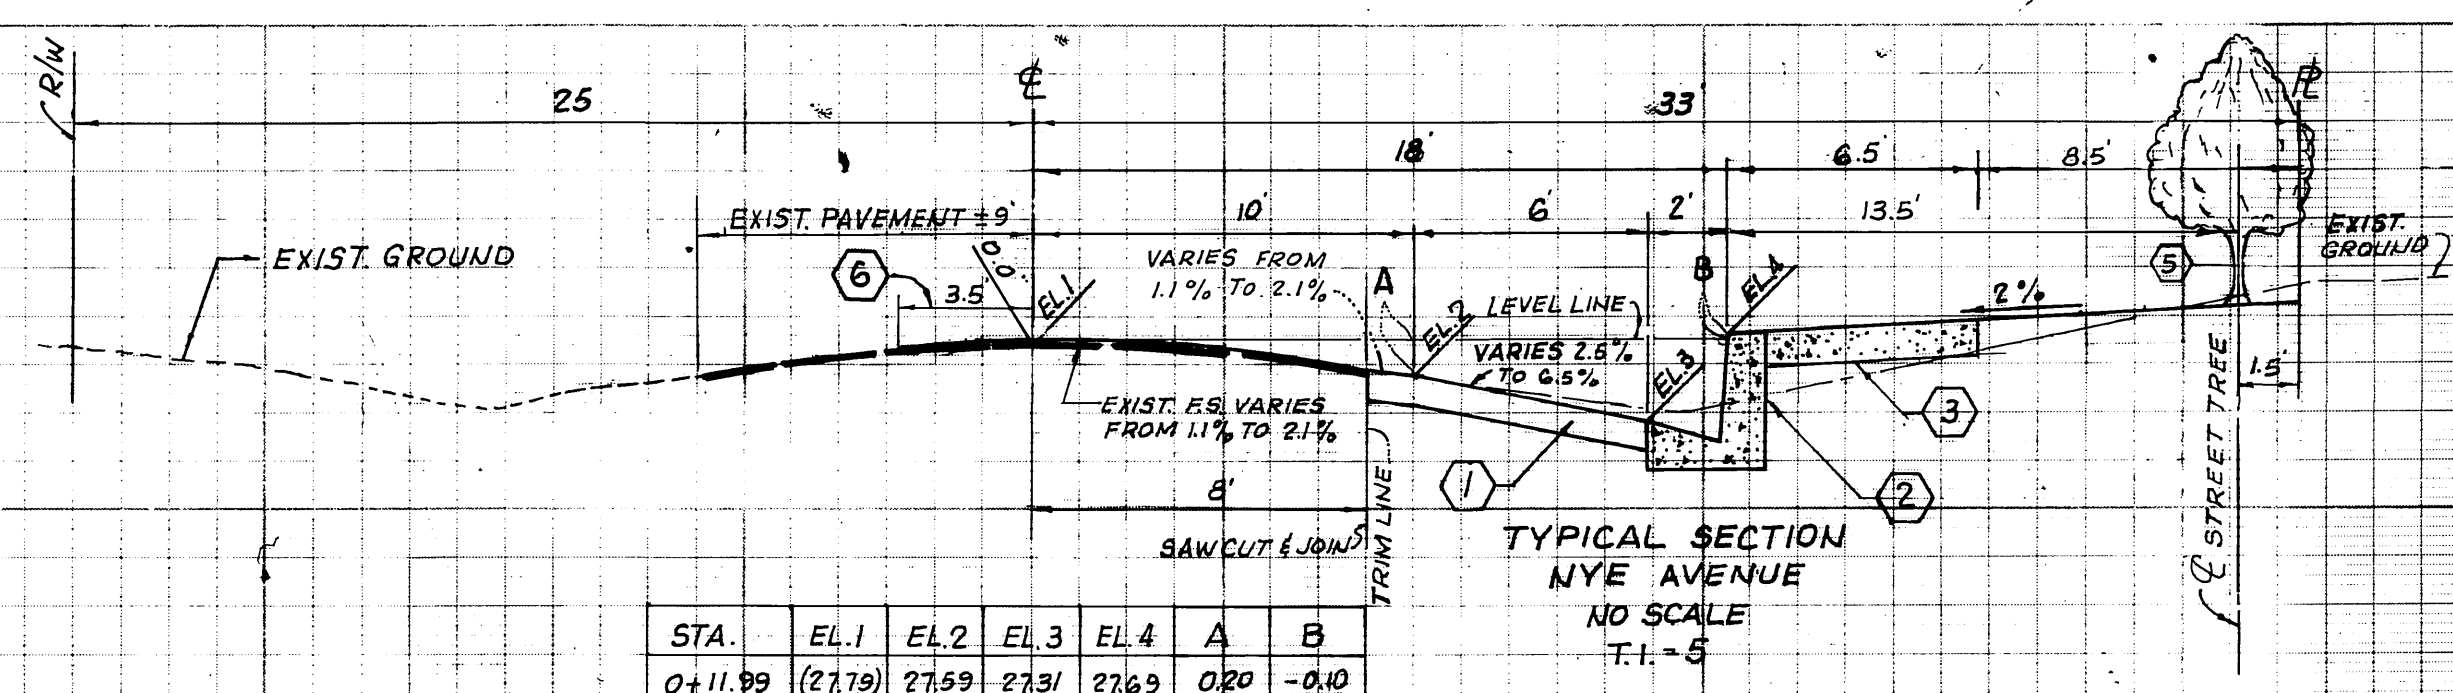 R/W
℄
℄
25
33'
18'
6.5'
8.5'
EXIST. PAVEMENT ±9'
10'
6'
2'
13.5'
EXIST. GROUND
6
0.0'
VARIES FROM
1.1% TO 2.1%
A
B
EL.4
5
EXIST.
GROUND
3.5'
EL.1
EL.2
LEVEL LINE
2%
VARIES 2.5%
TO 6.5%
EL.3
1.5'
EXIST. F.S. VARIES
FROM 1.1% TO 2.1%
3
8'
1
2
SAWCUT & JOIN
TRIM LINE
℄ STREET TREE
TYPICAL SECTION
NYE AVENUE
NO SCALE
T.I. = 5
STA. EL.1 EL.2 EL.3 EL.4 A B
0+11.99 (27.79) 27.59 27.31 27.69 0.20 -0.10